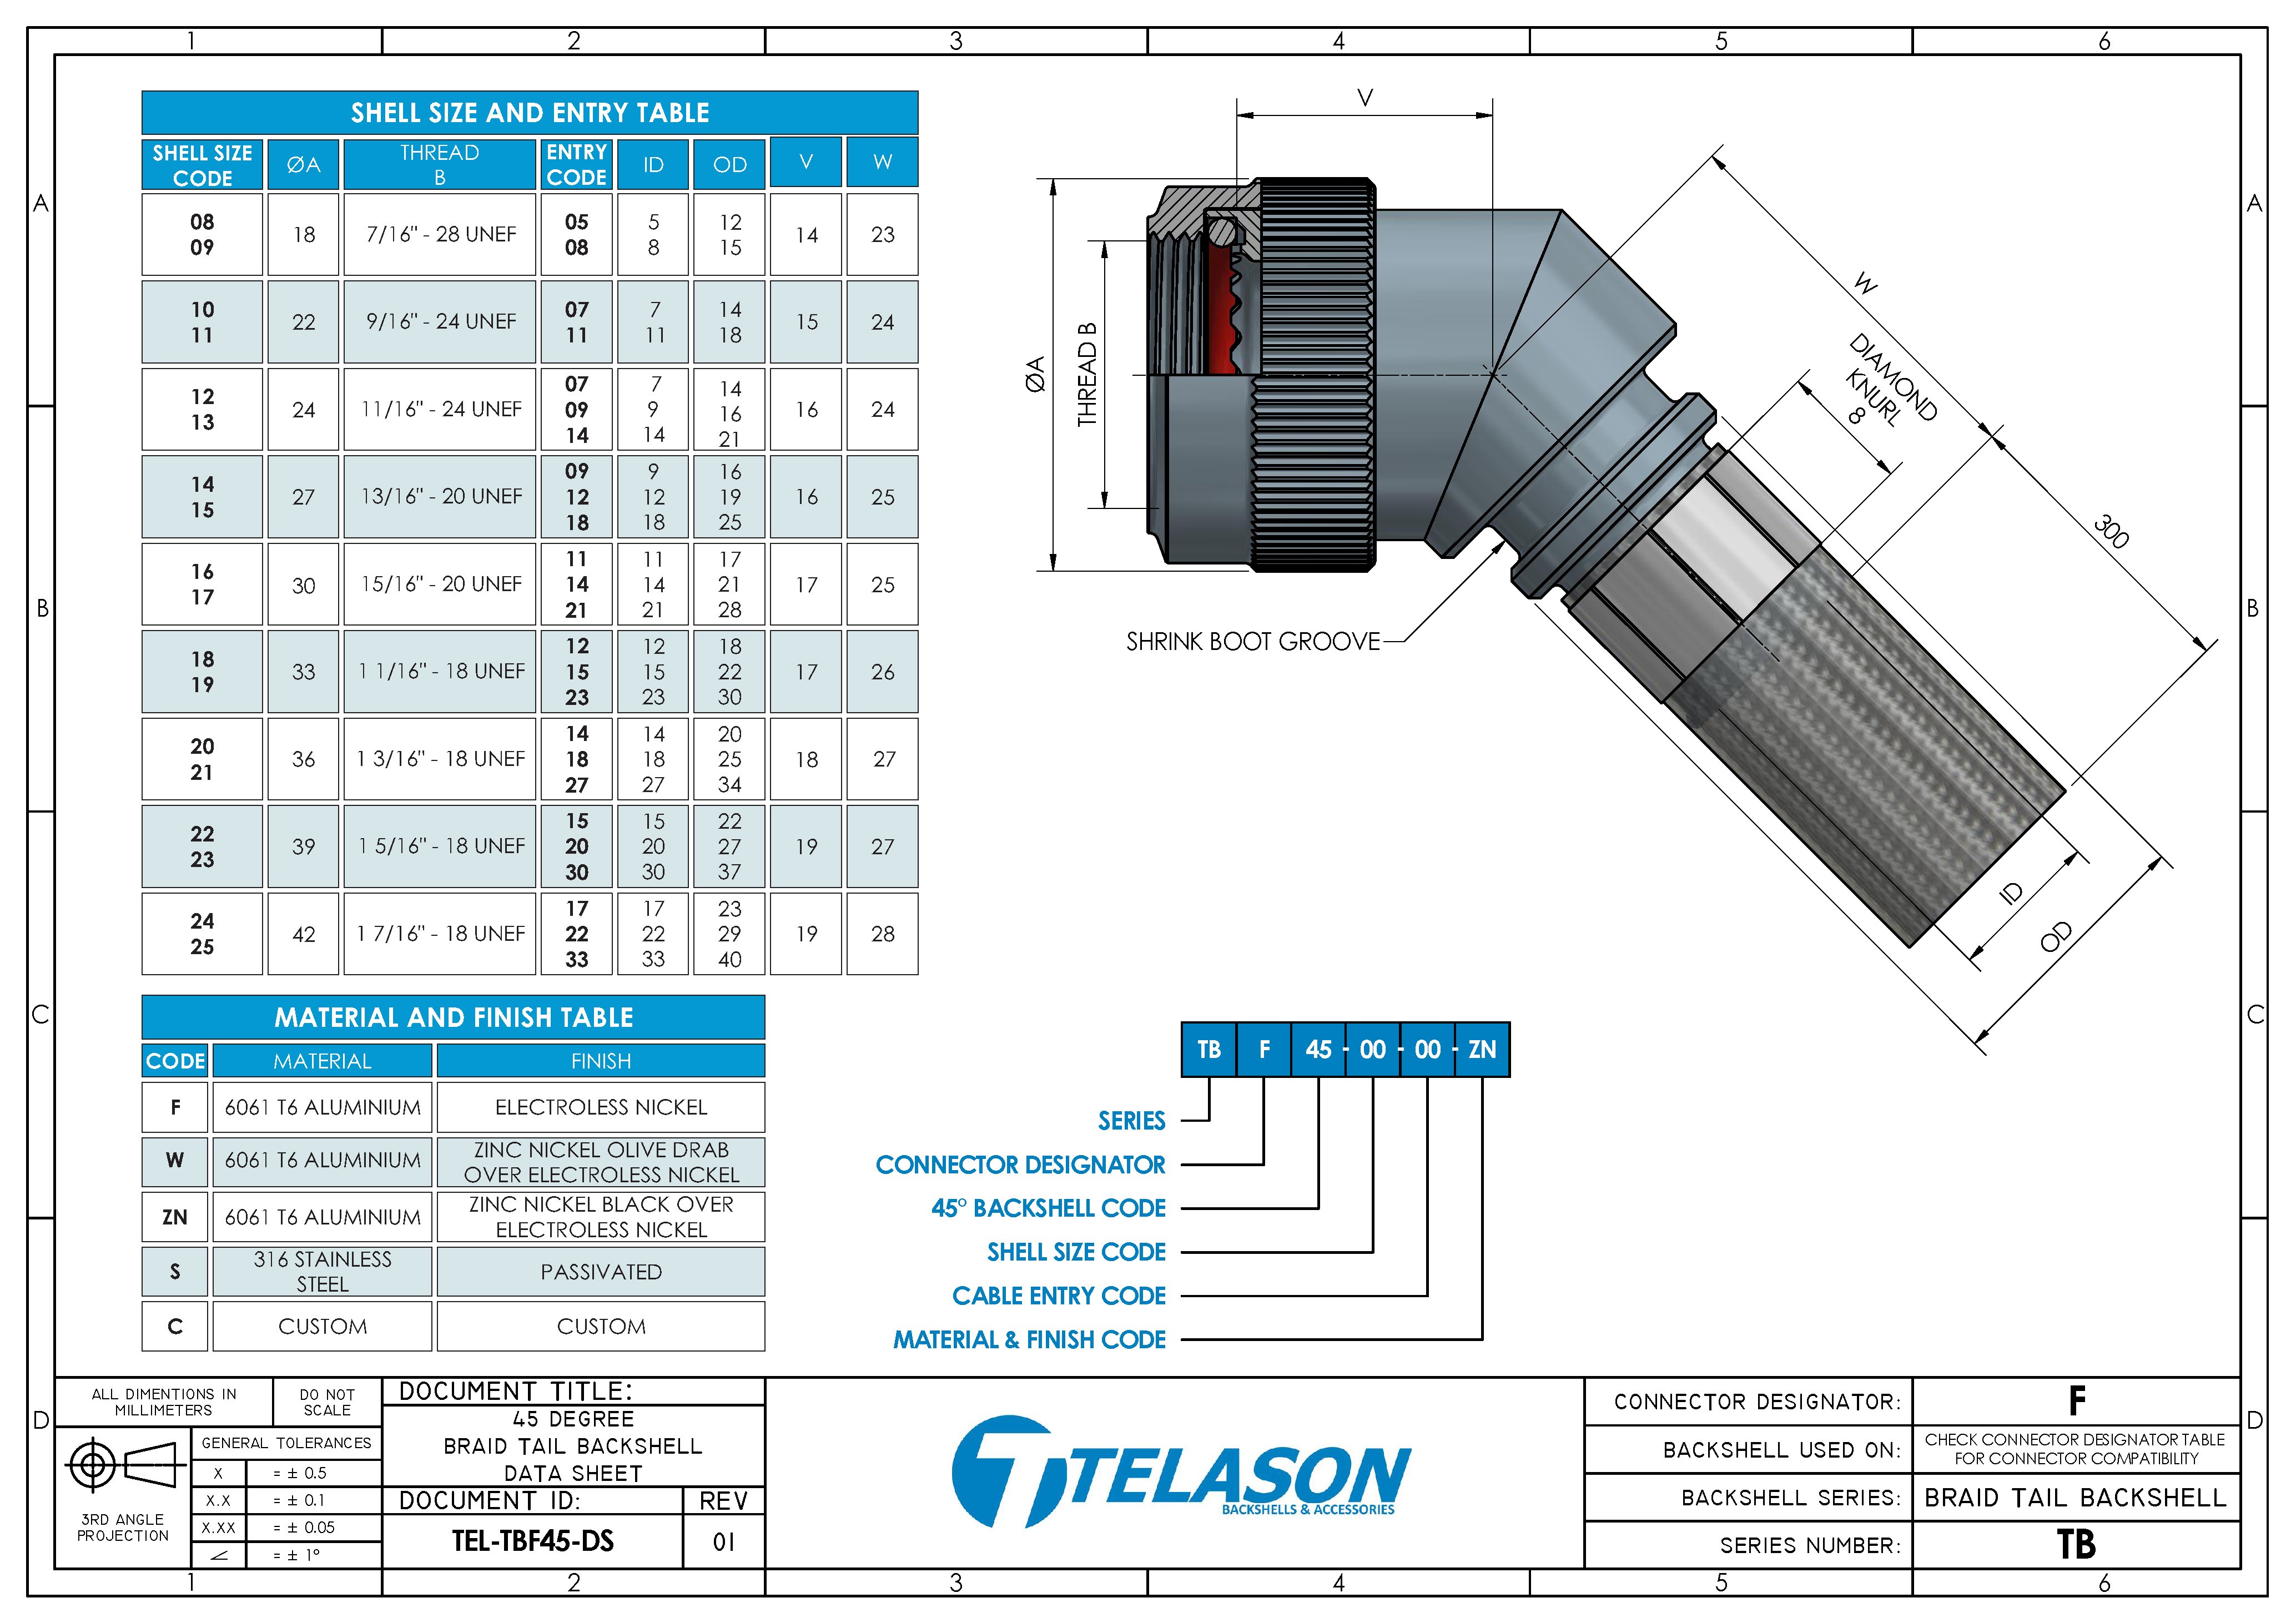 1 2 3 4 5 6
A
B
C
D
SHELL SIZE AND ENTRY TABLE
SHELL SIZE CODE ØA THREAD B ENTRY CODE ID OD V W
08 09 18 7/16" - 28 UNEF 05 08 5 8 12 15 14 23
10 11 22 9/16" - 24 UNEF 07 11 7 11 14 18 15 24
12 13 24 11/16" - 24 UNEF 07 09 14 7 9 14 14 16 21 16 24
14 15 27 13/16" - 20 UNEF 09 12 18 9 12 18 16 19 25 16 25
16 17 30 15/16" - 20 UNEF 11 14 21 11 14 21 17 21 28 17 25
18 19 33 1 1/16" - 18 UNEF 12 15 23 12 15 23 18 22 30 17 26
20 21 36 1 3/16" - 18 UNEF 14 18 27 14 18 27 20 25 34 18 27
22 23 39 1 5/16" - 18 UNEF 15 20 30 15 20 30 22 27 37 19 27
24 25 42 1 7/16" - 18 UNEF 17 22 33 17 22 33 23 29 40 19 28
V
W
DIAMOND
KNURL
8
300
ØA
THREAD B
SHRINK BOOT GROOVE
ID
OD
MATERIAL AND FINISH TABLE
CODE MATERIAL FINISH
F 6061 T6 ALUMINIUM ELECTROLESS NICKEL
W 6061 T6 ALUMINIUM ZINC NICKEL OLIVE DRAB OVER ELECTROLESS NICKEL
ZN 6061 T6 ALUMINIUM ZINC NICKEL BLACK OVER ELECTROLESS NICKEL
S 316 STAINLESS STEEL PASSIVATED
C CUSTOM CUSTOM
TB F 45 - 00 - 00 - ZN
SERIES
CONNECTOR DESIGNATOR
45° BACKSHELL CODE
SHELL SIZE CODE
CABLE ENTRY CODE
MATERIAL & FINISH CODE
ALL DIMENTIONS IN
MILLIMETERS
DO NOT
SCALE
3RD ANGLE
PROJECTION
GENERAL TOLERANCES
X = ± 0.5
X.X = ± 0.1
X.XX = ± 0.05
∠ = ± 1°
DOCUMENT TITLE:
45 DEGREE
BRAID TAIL BACKSHELL
DATA SHEET
DOCUMENT ID: REV
TEL-TBF45-DS 01
T TELASON
BACKSHELLS & ACCESSORIES
CONNECTOR DESIGNATOR: F
BACKSHELL USED ON: CHECK CONNECTOR DESIGNATOR TABLE
FOR CONNECTOR COMPATIBILITY
BACKSHELL SERIES: BRAID TAIL BACKSHELL
SERIES NUMBER: TB
A
B
C
D
1 2 3 4 5 6